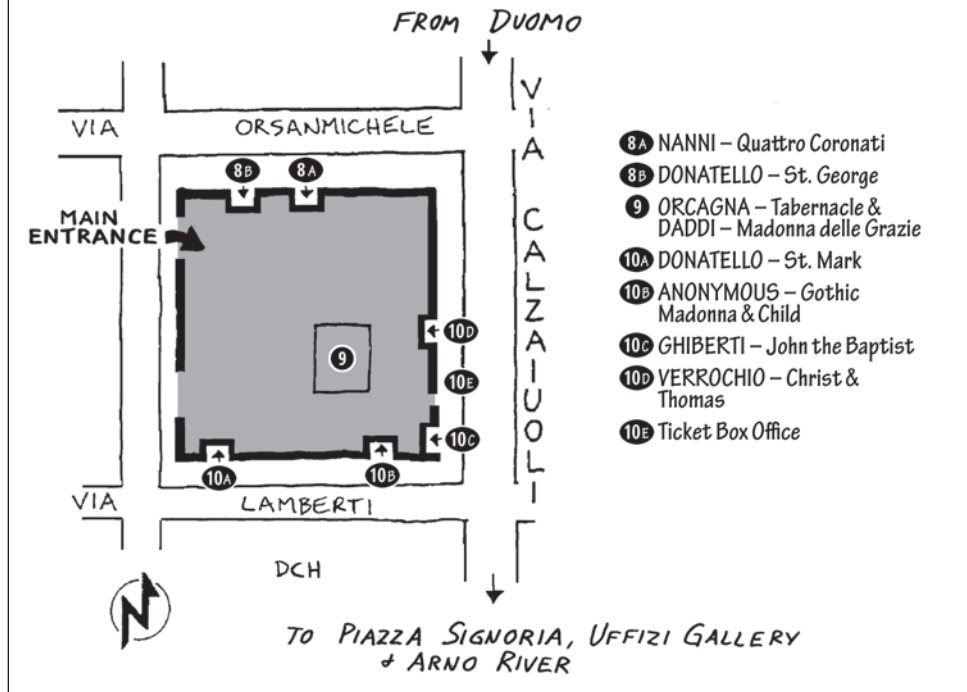 FROM DUOMO
VIA ORSANMICHELE
VIA CALZAIUOLI
8B
8A
MAIN
ENTRANCE
9
10D
10E
10C
10A
10B
VIA LAMBERTI
DCH
N
TO PIAZZA SIGNORIA, UFFIZI GALLERY
& ARNO RIVER
8A NANNI – Quattro Coronati
8B DONATELLO – St. George
9 ORCAGNA – Tabernacle &
DADDI – Madonna delle Grazie
10A DONATELLO – St. Mark
10B ANONYMOUS – Gothic
Madonna & Child
10C GHIBERTI – John the Baptist
10D VERROCHIO – Christ &
Thomas
10E Ticket Box Office